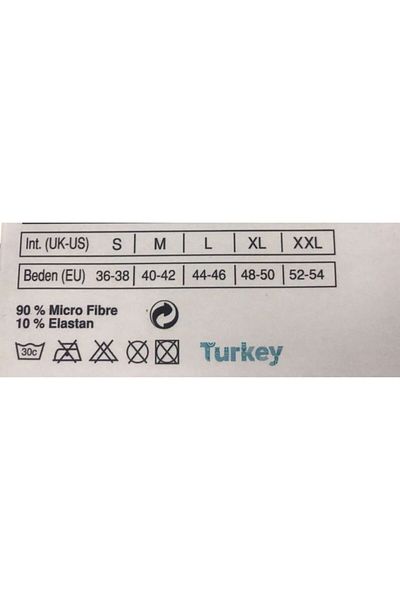 Int. (UK-US) S M L XL XXL
Beden (EU) 36-38 40-42 44-46 48-50 52-54
90 % Micro Fibre
10 % Elastan
30c Turkey